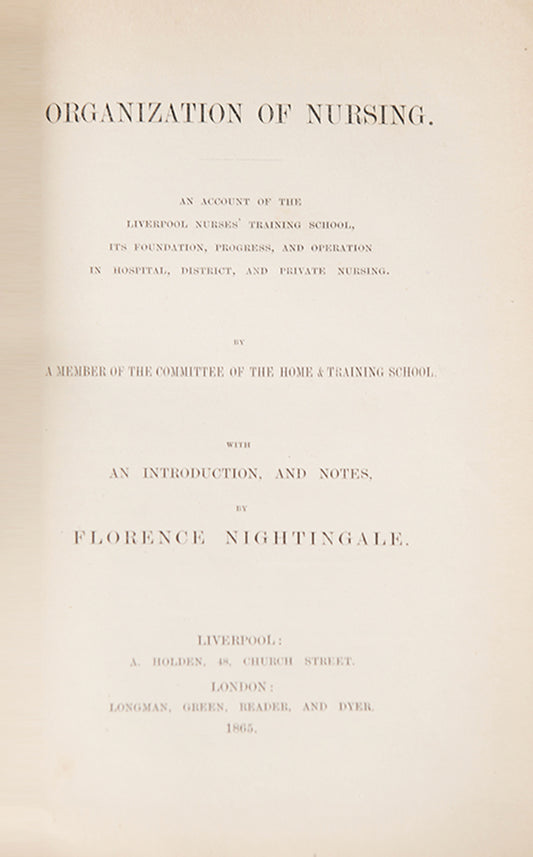 ORGANIZATION OF NURSING.
AN ACCOUNT OF THE
LIVERPOOL NURSES' TRAINING SCHOOL,
ITS FOUNDATION, PROGRESS, AND OPERATION
IN HOSPITAL, DISTRICT, AND PRIVATE NURSING.
BY
A MEMBER OF THE COMMITTEE OF THE HOME & TRAINING SCHOOL.
WITH
AN INTRODUCTION, AND NOTES,
BY
FLORENCE NIGHTINGALE.
LIVERPOOL:
A. HOLDEN, 48, CHURCH STREET.
LONDON:
LONGMAN, GREEN, READER, AND DYER.
1865.